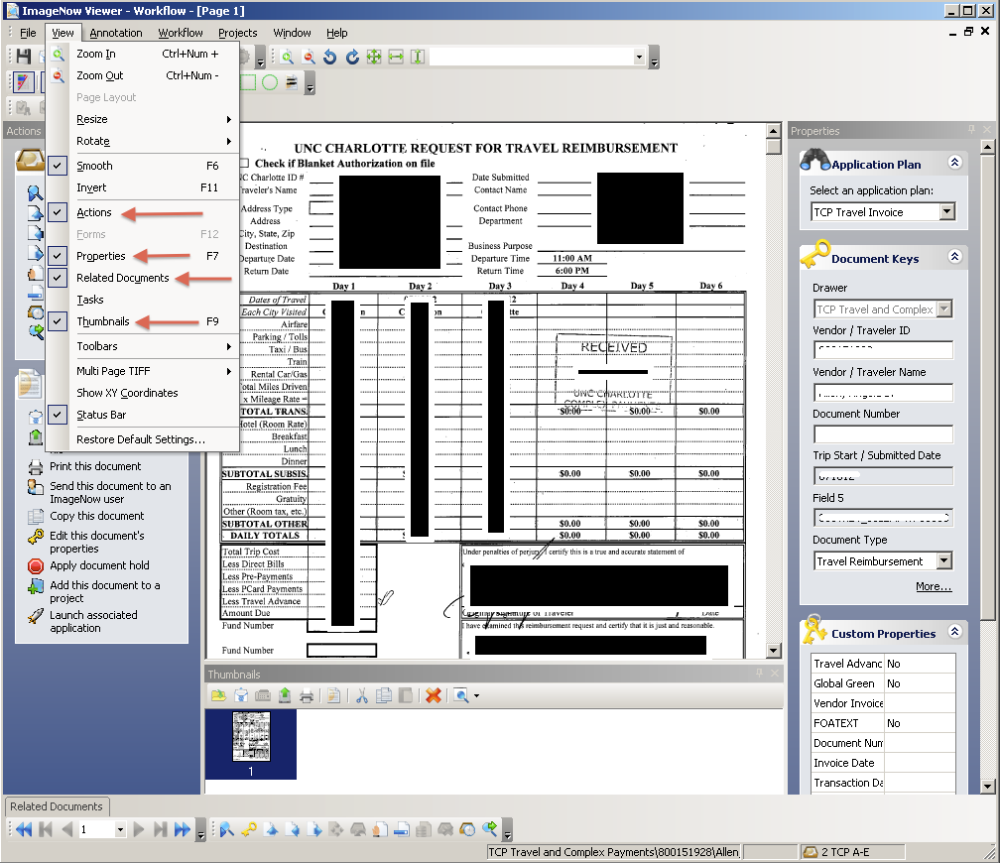 ImageNow Viewer - Workflow - [Page 1]
File View Annotation Workflow Projects Window Help
Zoom In Ctrl+Num +
Zoom Out Ctrl+Num -
Page Layout
Resize
Rotate
Smooth F6
Invert F11
Actions
Forms F12
Properties F7
Related Documents
Tasks
Thumbnails F9
Toolbars
Multi Page TIFF
Show XY Coordinates
Status Bar
Restore Default Settings...
Actions
Print this document
Send this document to an
ImageNow user
Copy this document
Edit this document's
properties
Apply document hold
Add this document to a
project
Launch associated
application
UNC CHARLOTTE REQUEST FOR TRAVEL REIMBURSEMENT
Check if Blanket Authorization on file
NC Charlotte ID # Date Submitted
raveler's Name Contact Name
Address Type Contact Phone
Address Department
City, State, Zip
Destination Business Purpose
Departure Date Departure Time 11:00 AM
Return Date Return Time 6:00 PM
Day 1 Day 2 Day 3 Day 4 Day 5 Day 6
Dates of Travel
Each City Visited
Airfare
Parking / Tolls
Taxi / Bus
Train
Rental Car/Gas
otal Miles Driven
x Mileage Rate =
TOTAL TRANS. $0.00 $0.00 $0.00
Hotel (Room Rate)
Breakfast
Lunch
Dinner
SUBTOTAL SUBSIS. $0.00 $0.00 $0.00
Registration Fee
Gratuity
Other (Room tax, etc.)
SUBTOTAL OTHER $0.00 $0.00 $0.00
DAILY TOTALS $0.00 $0.00 $0.00
RECEIVED
UNC CHARLOTTE
Total Trip Cost
Less Direct Bills
Less Pre-Payments
Less PCard Payments
Less Travel Advance
Amount Due
Fund Number
Fund Number
Under penalties of perjury I certify this is a true and accurate statement of
Signature of Traveler Date
I have examined this reimbursement request and certify that it is just and reasonable.
Thumbnails
1
Properties
Application Plan
Select an application plan:
TCP Travel Invoice
Document Keys
Drawer
TCP Travel and Complex
Vendor / Traveler ID
Vendor / Traveler Name
Document Number
Trip Start / Submitted Date
Field 5
Document Type
Travel Reimbursement
More...
Custom Properties
Travel Advanc No
Global Green No
Vendor Invoice
FOATEXT No
Document Num
Invoice Date
Transaction Da
Related Documents
1
TCP Travel and Complex Payments\800151928\Allen,
2 TCP A-E